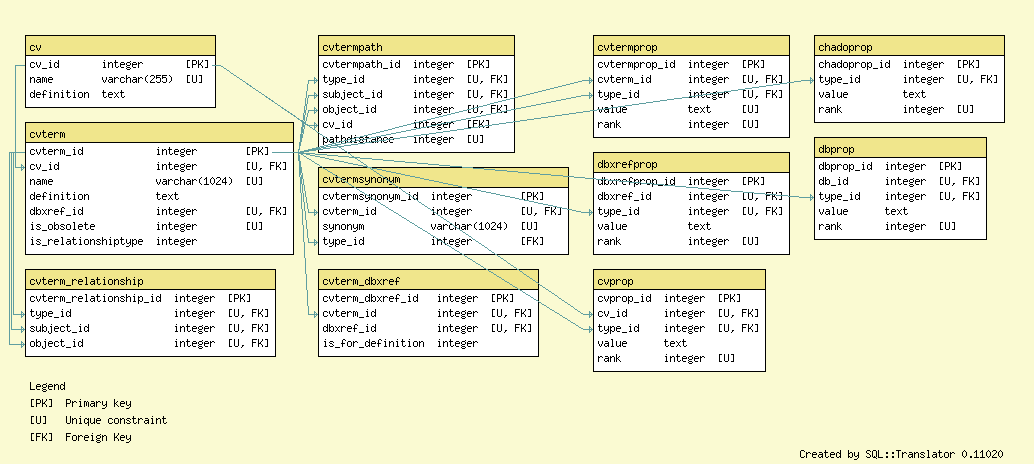 cv
cv_id integer [PK]
name varchar(255) [U]
definition text
cvterm
cvterm_id integer [PK]
cv_id integer [U, FK]
name varchar(1024) [U]
definition text
dbxref_id integer [U, FK]
is_obsolete integer [U]
is_relationshiptype integer
cvterm_relationship
cvterm_relationship_id integer [PK]
type_id integer [U, FK]
subject_id integer [U, FK]
object_id integer [U, FK]
cvtermpath
cvtermpath_id integer [PK]
type_id integer [U, FK]
subject_id integer [U, FK]
object_id integer [U, FK]
cv_id integer [FK]
pathdistance integer [U]
cvtermsynonym
cvtermsynonym_id integer [PK]
cvterm_id integer [U, FK]
synonym varchar(1024) [U]
type_id integer [FK]
cvterm_dbxref
cvterm_dbxref_id integer [PK]
cvterm_id integer [U, FK]
dbxref_id integer [U, FK]
is_for_definition integer
cvtermprop
cvtermprop_id integer [PK]
cvterm_id integer [U, FK]
type_id integer [U, FK]
value text [U]
rank integer [U]
dbxrefprop
dbxrefprop_id integer [PK]
dbxref_id integer [U, FK]
type_id integer [U, FK]
value text
rank integer [U]
cvprop
cvprop_id integer [PK]
cv_id integer [U, FK]
type_id integer [U, FK]
value text
rank integer [U]
chadoprop
chadoprop_id integer [PK]
type_id integer [U, FK]
value text
rank integer [U]
dbprop
dbprop_id integer [PK]
db_id integer [U, FK]
type_id integer [U, FK]
value text
rank integer [U]
Legend
[PK] Primary key
[U] Unique constraint
[FK] Foreign Key
Created by SQL::Translator 0.11020